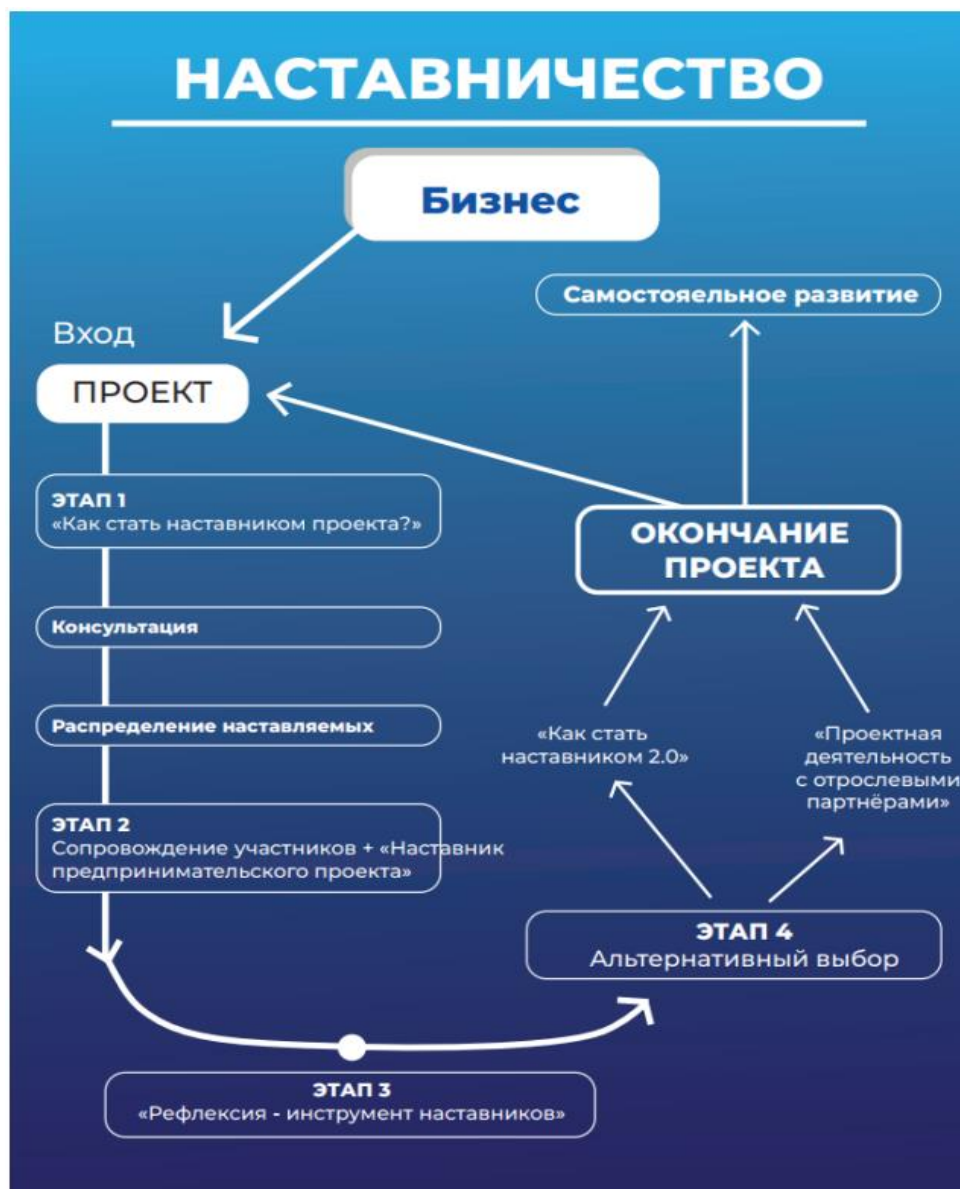 НАСТАВНИЧЕСТВО
Бизнес
Самостояельное развитие
Вход
ПРОЕКТ
ЭТАП 1
«Как стать наставником проекта?»
Консультация
Распределение наставляемых
ЭТАП 2
Сопровождение участников + «Наставник
предпринимательского проекта»
ЭТАП 3
«Рефлексия - инструмент наставников»
ЭТАП 4
Альтернативный выбор
«Как стать
наставником 2.0»
«Проектная
деятельность
с отрослевыми
партнёрами»
ОКОНЧАНИЕ
ПРОЕКТА